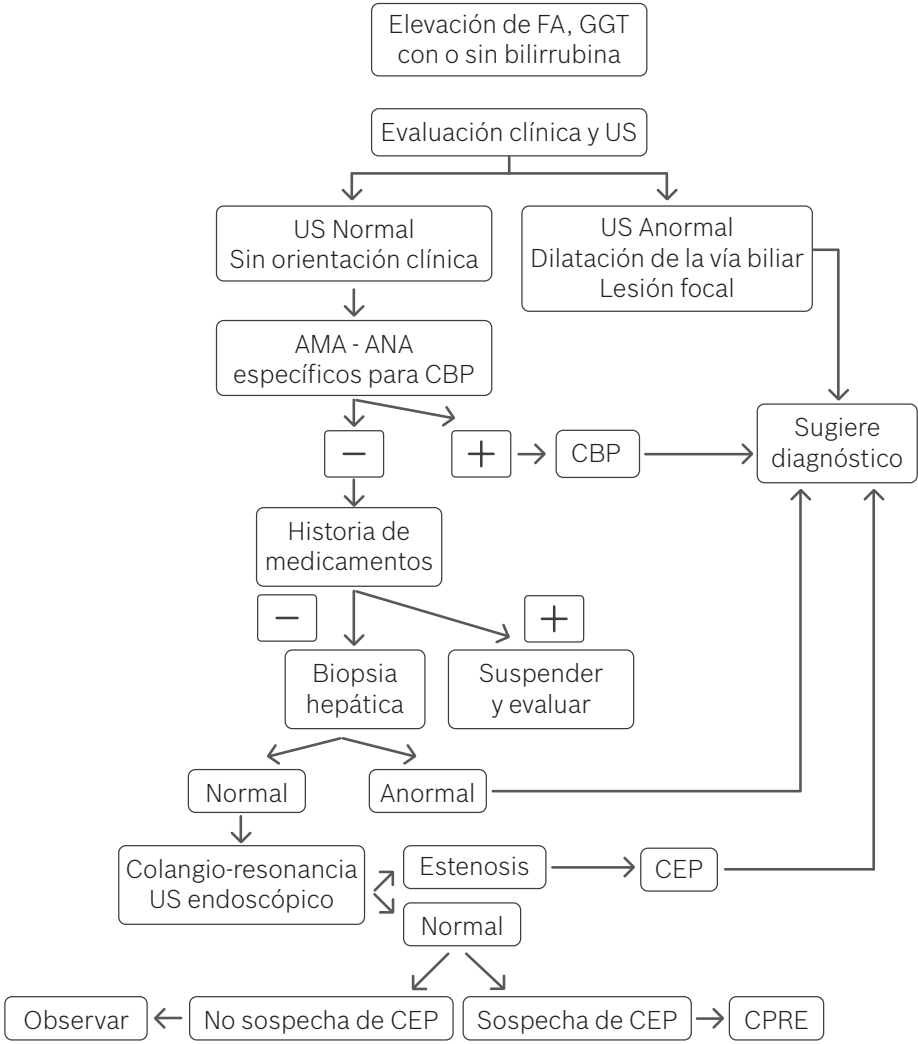 Elevación de FA, GGT
con o sin bilirrubina
Evaluación clínica y US
US Normal
Sin orientación clínica
US Anormal
Dilatación de la vía biliar
Lesión focal
AMA - ANA
específicos para CBP
Sugiere
diagnóstico
−
+
CBP
Historia de
medicamentos
−
+
Biopsia
hepática
Suspender
y evaluar
Normal
Anormal
Colangio-resonancia
US endoscópico
Estenosis
CEP
Normal
Observar
No sospecha de CEP
Sospecha de CEP
CPRE